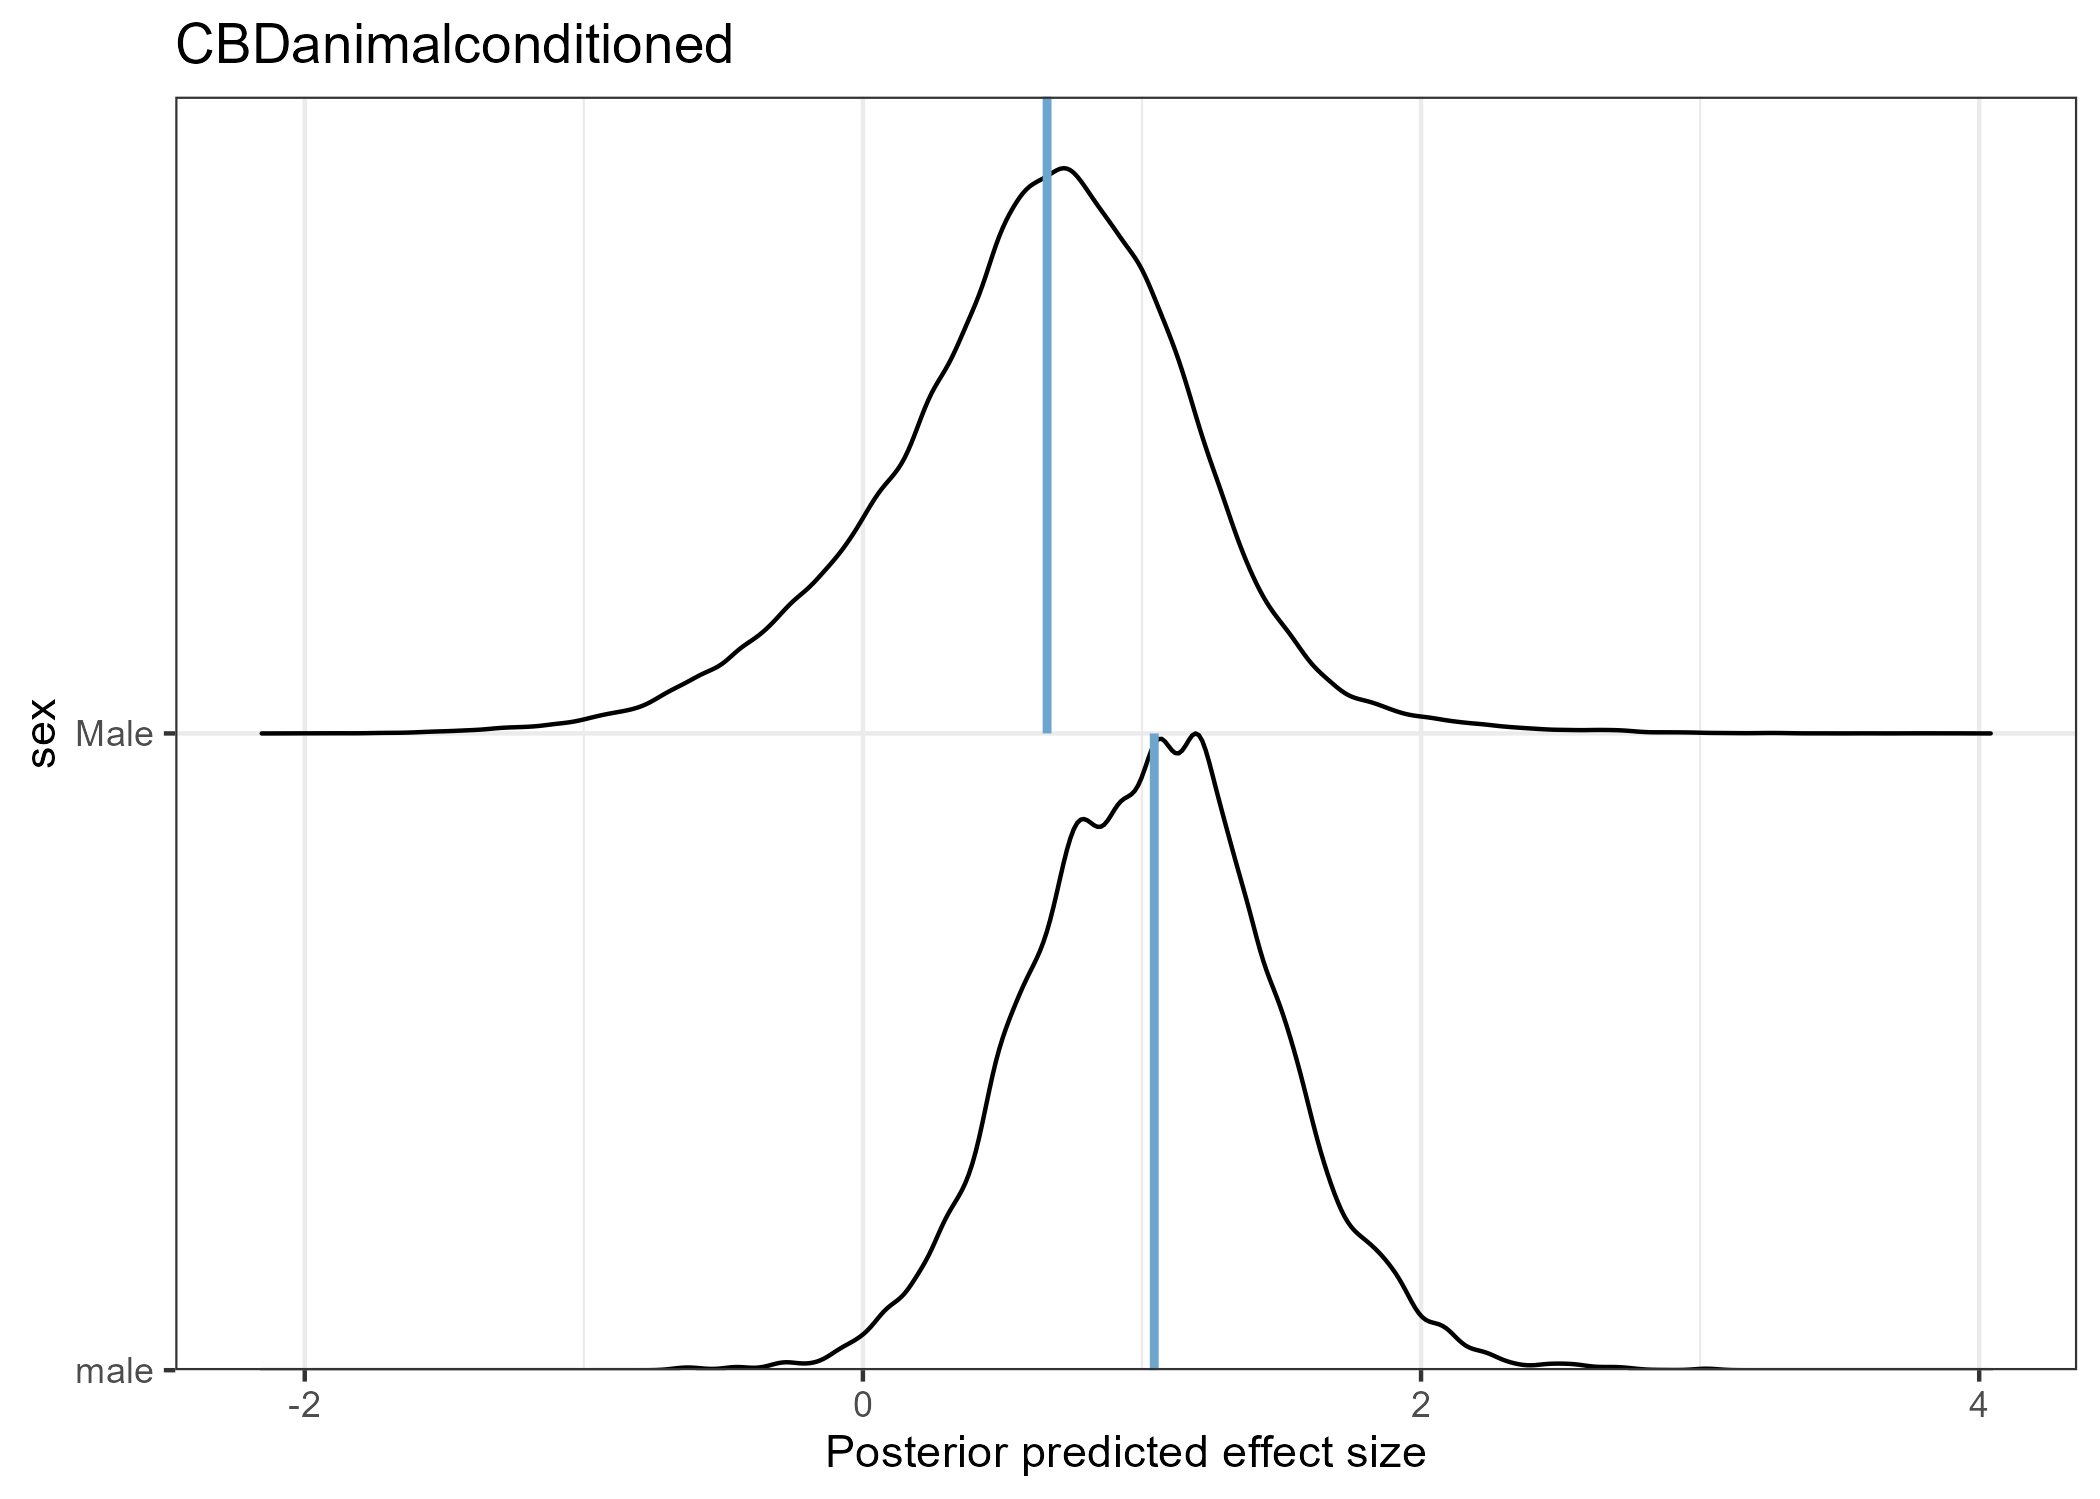 CBDanimalconditioned
sex
Male
male
-2
0
2
4
Posterior predicted effect size